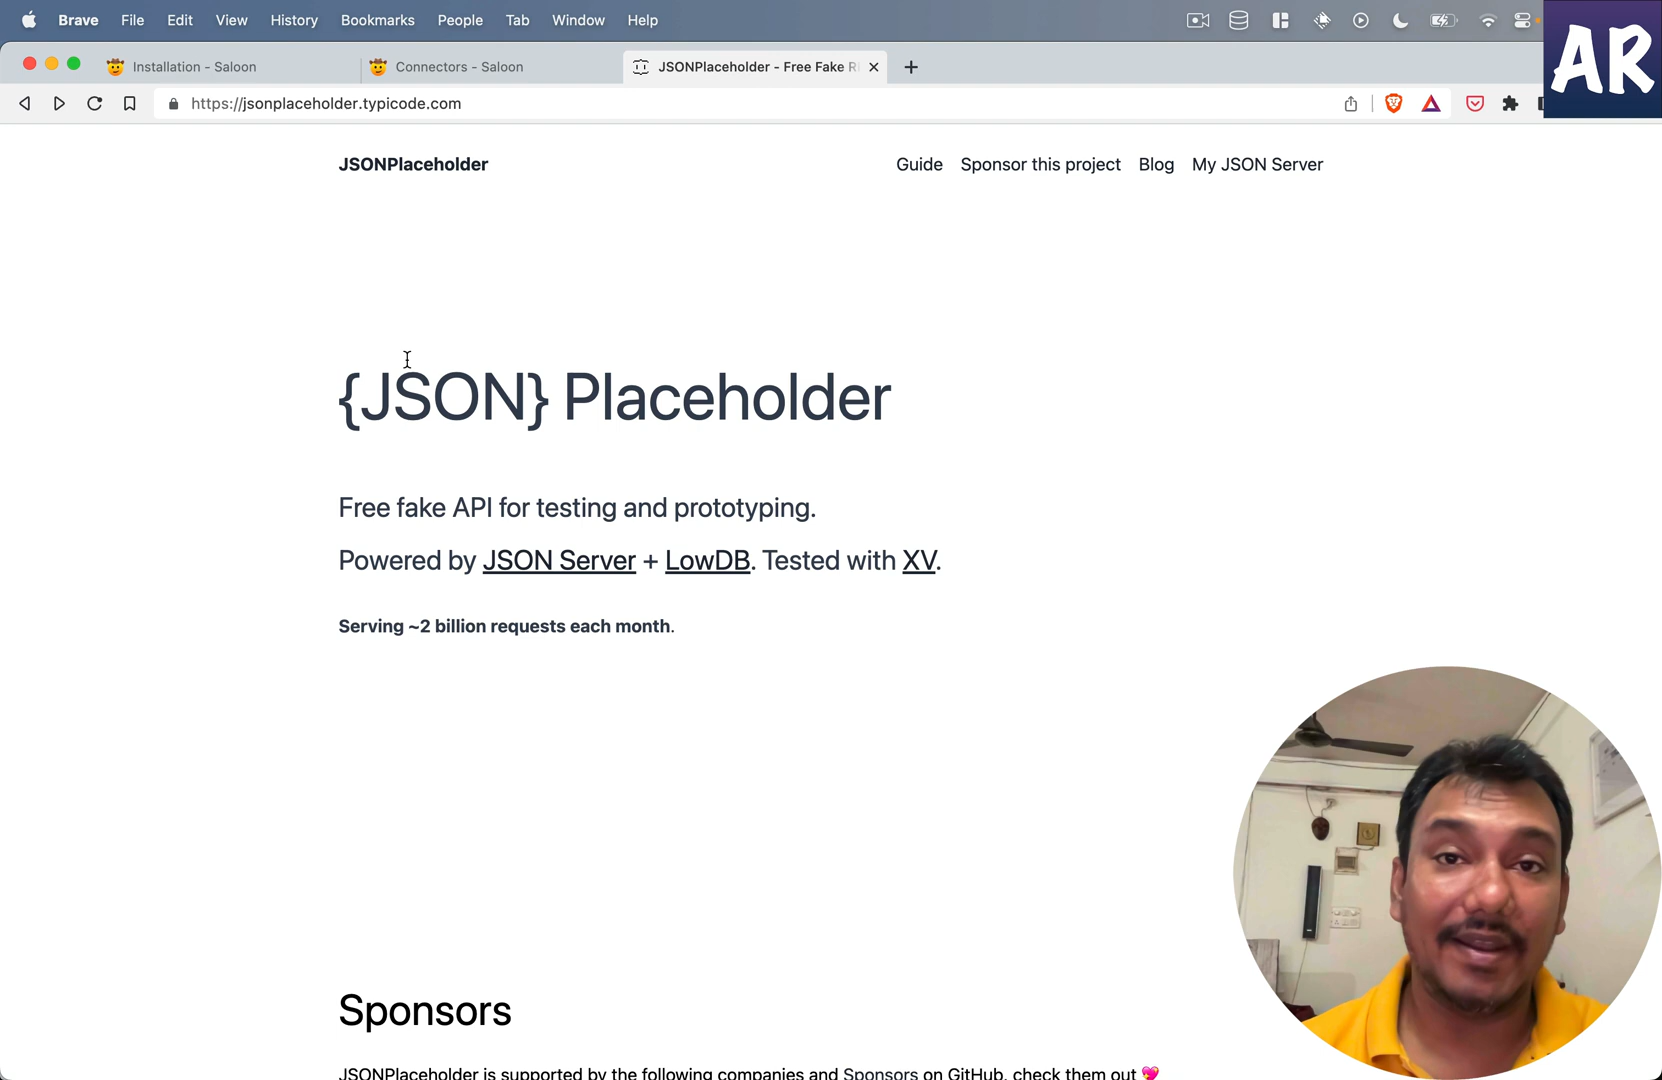 Brave File Edit View History Bookmarks People Tab Window Help
AR
Installation - Saloon
Connectors - Saloon
JSONPlaceholder - Free Fake R
https://jsonplaceholder.typicode.com
JSONPlaceholder
Guide Sponsor this project Blog My JSON Server
{JSON} Placeholder
Free fake API for testing and prototyping.
Powered by JSON Server + LowDB. Tested with XV.
Serving ~2 billion requests each month.
Sponsors
JSONPlaceholder is supported by the following companies and Sponsors on GitHub, check them out 💖